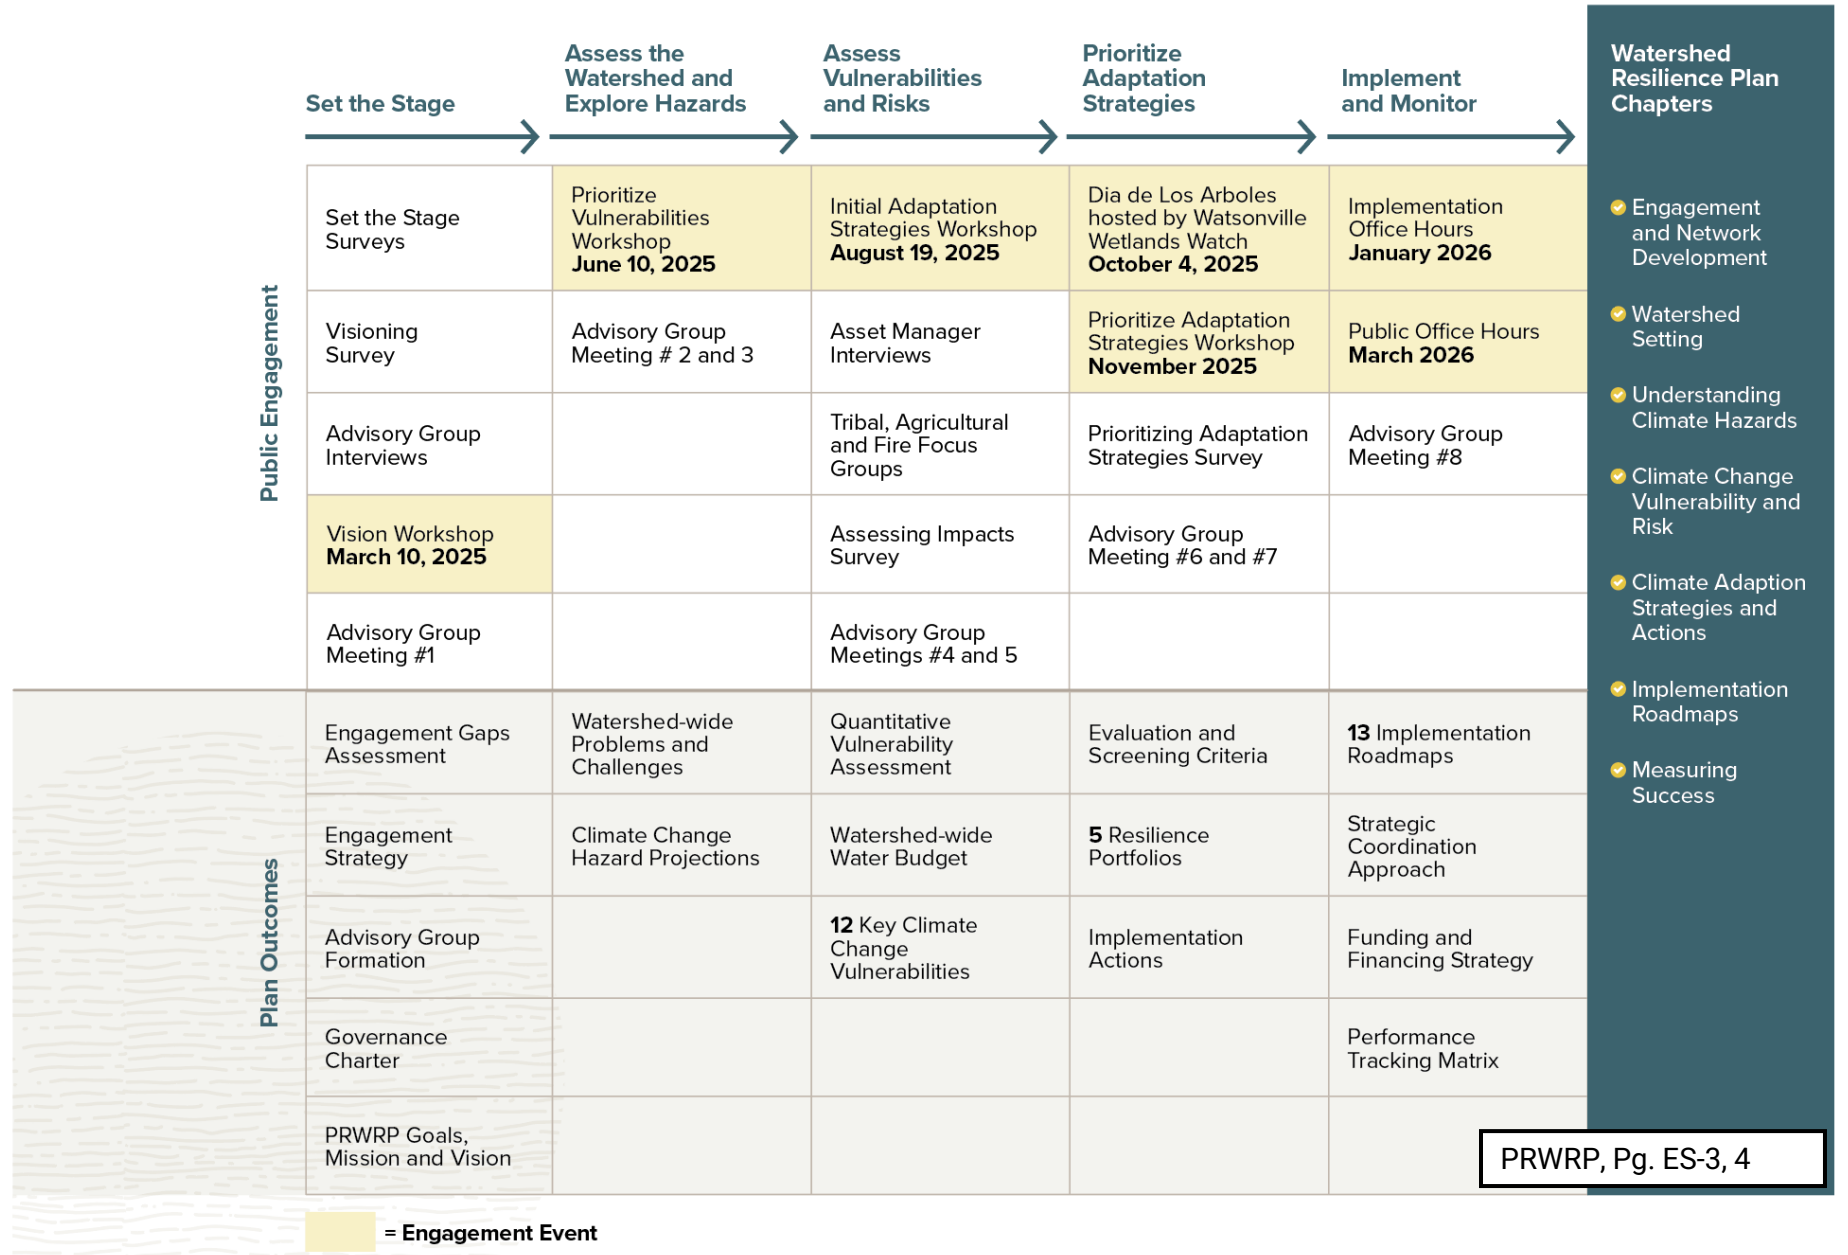 Set the Stage
Assess the
Watershed and
Explore Hazards
Assess
Vulnerabilities
and Risks
Prioritize
Adaptation
Strategies
Implement
and Monitor
Watershed
Resilience Plan
Chapters
Public Engagement
Set the Stage
Surveys
Prioritize
Vulnerabilities
Workshop
June 10, 2025
Initial Adaptation
Strategies Workshop
August 19, 2025
Dia de Los Arboles
hosted by Watsonville
Wetlands Watch
October 4, 2025
Implementation
Office Hours
January 2026
Visioning
Survey
Advisory Group
Meeting # 2 and 3
Asset Manager
Interviews
Prioritize Adaptation
Strategies Workshop
November 2025
Public Office Hours
March 2026
Advisory Group
Interviews
Tribal, Agricultural
and Fire Focus
Groups
Prioritizing Adaptation
Strategies Survey
Advisory Group
Meeting #8
Vision Workshop
March 10, 2025
Assessing Impacts
Survey
Advisory Group
Meeting #6 and #7
Advisory Group
Meeting #1
Advisory Group
Meetings #4 and 5
Plan Outcomes
Engagement Gaps
Assessment
Watershed-wide
Problems and
Challenges
Quantitative
Vulnerability
Assessment
Evaluation and
Screening Criteria
13 Implementation
Roadmaps
Engagement
Strategy
Climate Change
Hazard Projections
Watershed-wide
Water Budget
5 Resilience
Portfolios
Strategic
Coordination
Approach
Advisory Group
Formation
12 Key Climate
Change
Vulnerabilities
Implementation
Actions
Funding and
Financing Strategy
Governance
Charter
Performance
Tracking Matrix
PRWRP Goals,
Mission and Vision
Engagement
and Network
Development
Watershed
Setting
Understanding
Climate Hazards
Climate Change
Vulnerability and
Risk
Climate Adaption
Strategies and
Actions
Implementation
Roadmaps
Measuring
Success
PRWRP, Pg. ES-3, 4
= Engagement Event